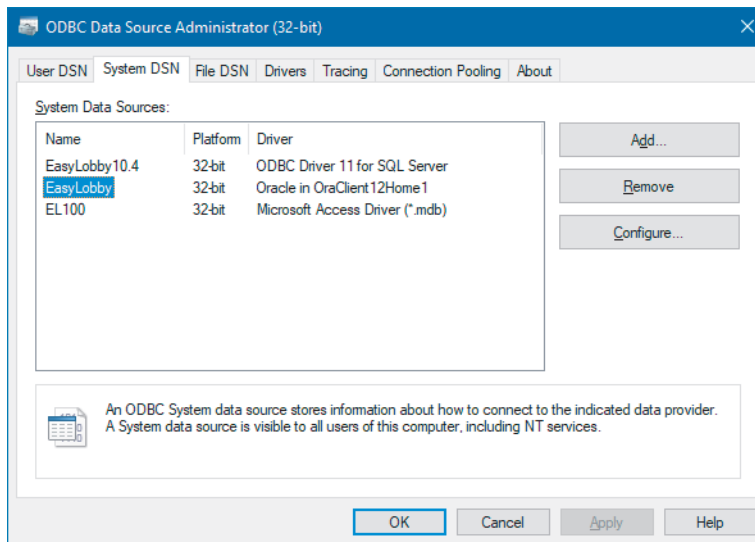 ODBC Data Source Administrator (32-bit)
User DSN System DSN File DSN Drivers Tracing Connection Pooling About
System Data Sources:
Name Platform Driver
EasyLobby10.4 32-bit ODBC Driver 11 for SQL Server
EasyLobby 32-bit Oracle in OraClient12Home1
EL100 32-bit Microsoft Access Driver (*.mdb)
Add...
Remove
Configure...
An ODBC System data source stores information about how to connect to the indicated data provider.
A System data source is visible to all users of this computer, including NT services.
OK Cancel Apply Help